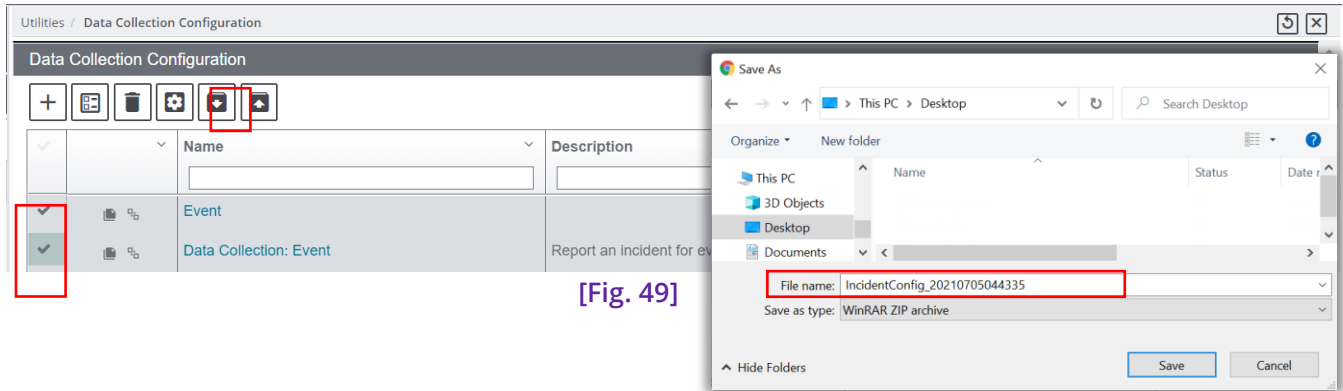 Utilities / Data Collection Configuration
Data Collection Configuration
Name
Description
Event
Data Collection: Event
Report an incident for ev
[Fig. 49]
Save As
This PC > Desktop
Search Desktop
Organize
New folder
?
This PC
3D Objects
Desktop
Documents
Name
Status
Date r
File name: IncidentConfig_20210705044335
Save as type: WinRAR ZIP archive
Hide Folders
Save
Cancel